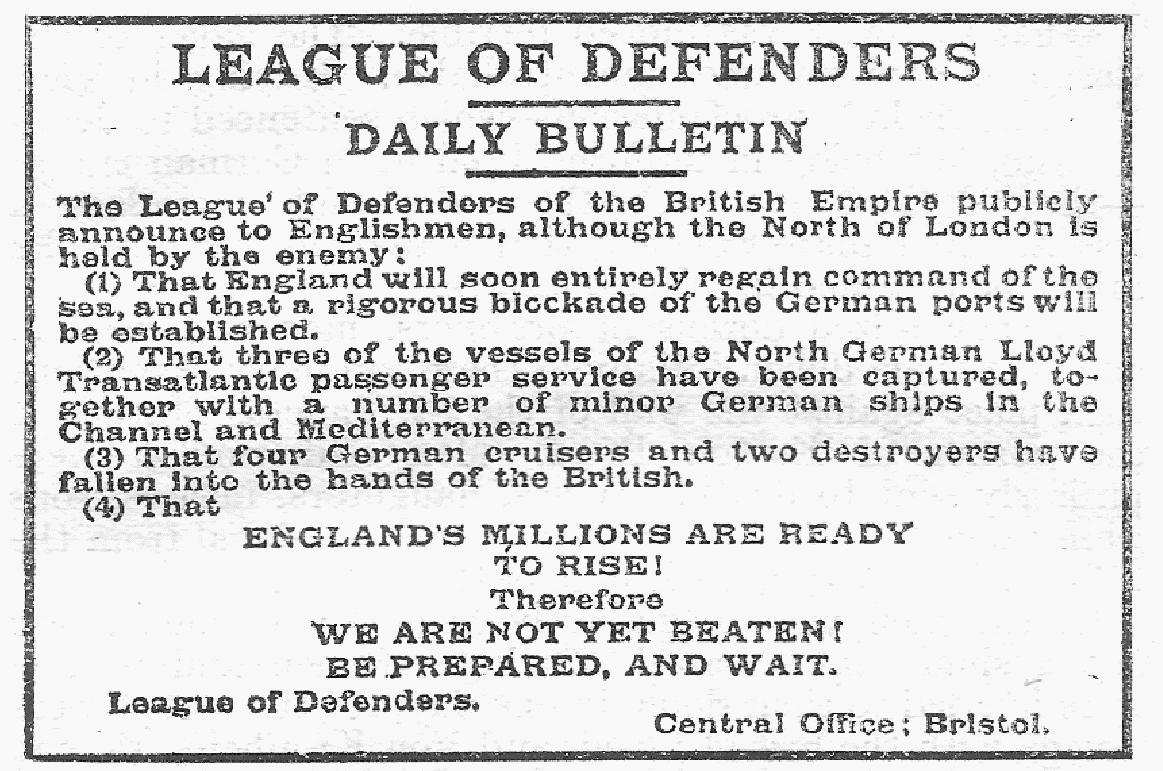 LEAGUE OF DEFENDERS
DAILY BULLETIN
The League of Defenders of the British Empire publicly
announce to Englishmen, although the North of London is
held by the enemy:
(1) That England will soon entirely regain command of the
sea, and that a rigorous blockade of the German ports will
be established.
(2) That three of the vessels of the North German Lloyd
Transatlantic passenger service have been captured, to-
gether with a number of minor German ships in the
Channel and Mediterranean.
(3) That four German cruisers and two destroyers have
fallen into the hands of the British.
(4) That
ENGLAND'S MILLIONS ARE READY
TO RISE!
Therefore
WE ARE NOT YET BEATEN!
BE PREPARED, AND WAIT.
League of Defenders.
Central Office; Bristol.